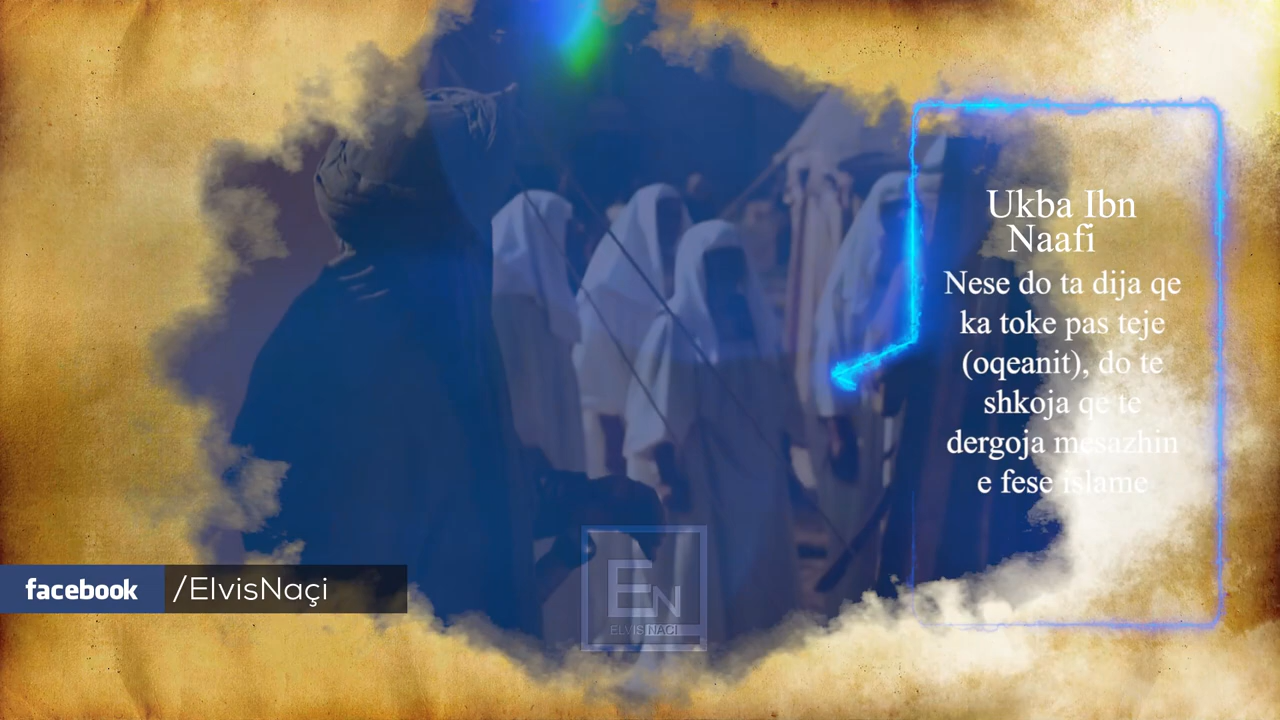 Ukba Ibn
Naafi
Nese do ta dija qe
ka toke pas teje
(oqeanit), do te
shkoja qe te
dergoja mesazhin
e fese islame
facebook /ElvisNaçi
EN
ELVIS NAÇI